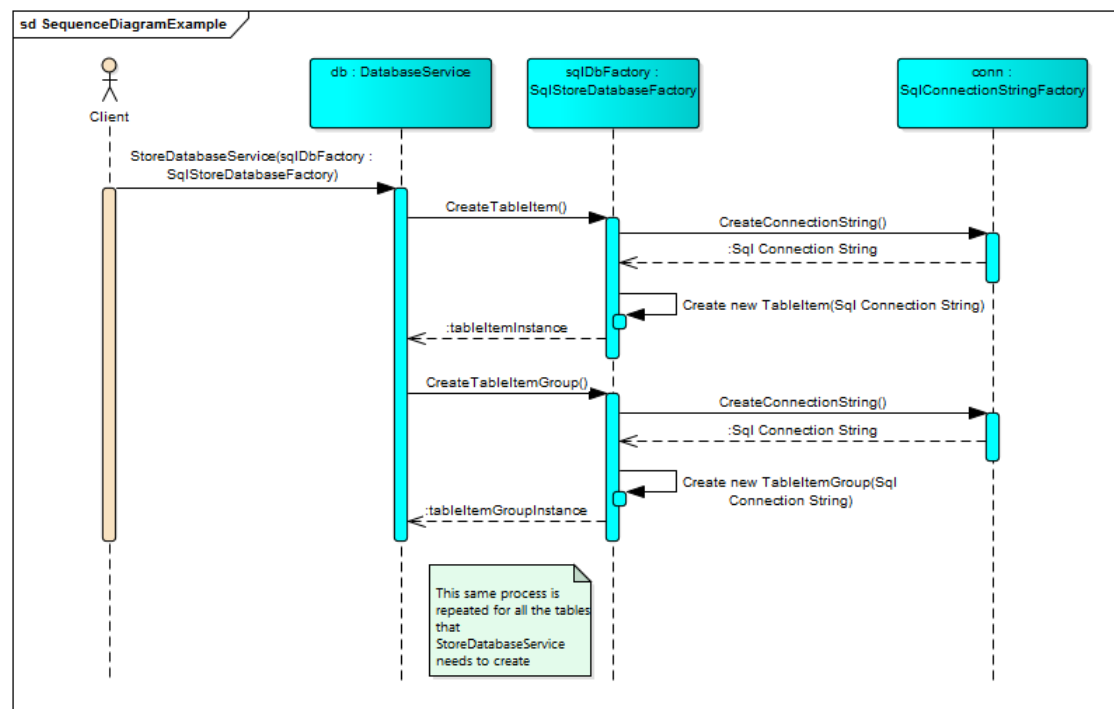 sd SequenceDiagramExample
Client
db : DatabaseService
sqlDbFactory :
SqlStoreDatabaseFactory
conn :
SqlConnectionStringFactory
StoreDatabaseService(sqlDbFactory :
SqlStoreDatabaseFactory)
CreateTableItem()
CreateConnectionString()
:Sql Connection String
Create new TableItem(Sql Connection String)
:tableItemInstance
CreateTableItemGroup()
CreateConnectionString()
:Sql Connection String
Create new TableItemGroup(Sql
Connection String)
:tableItemGroupInstance
This same process is
repeated for all the tables
that
StoreDatabaseService
needs to create